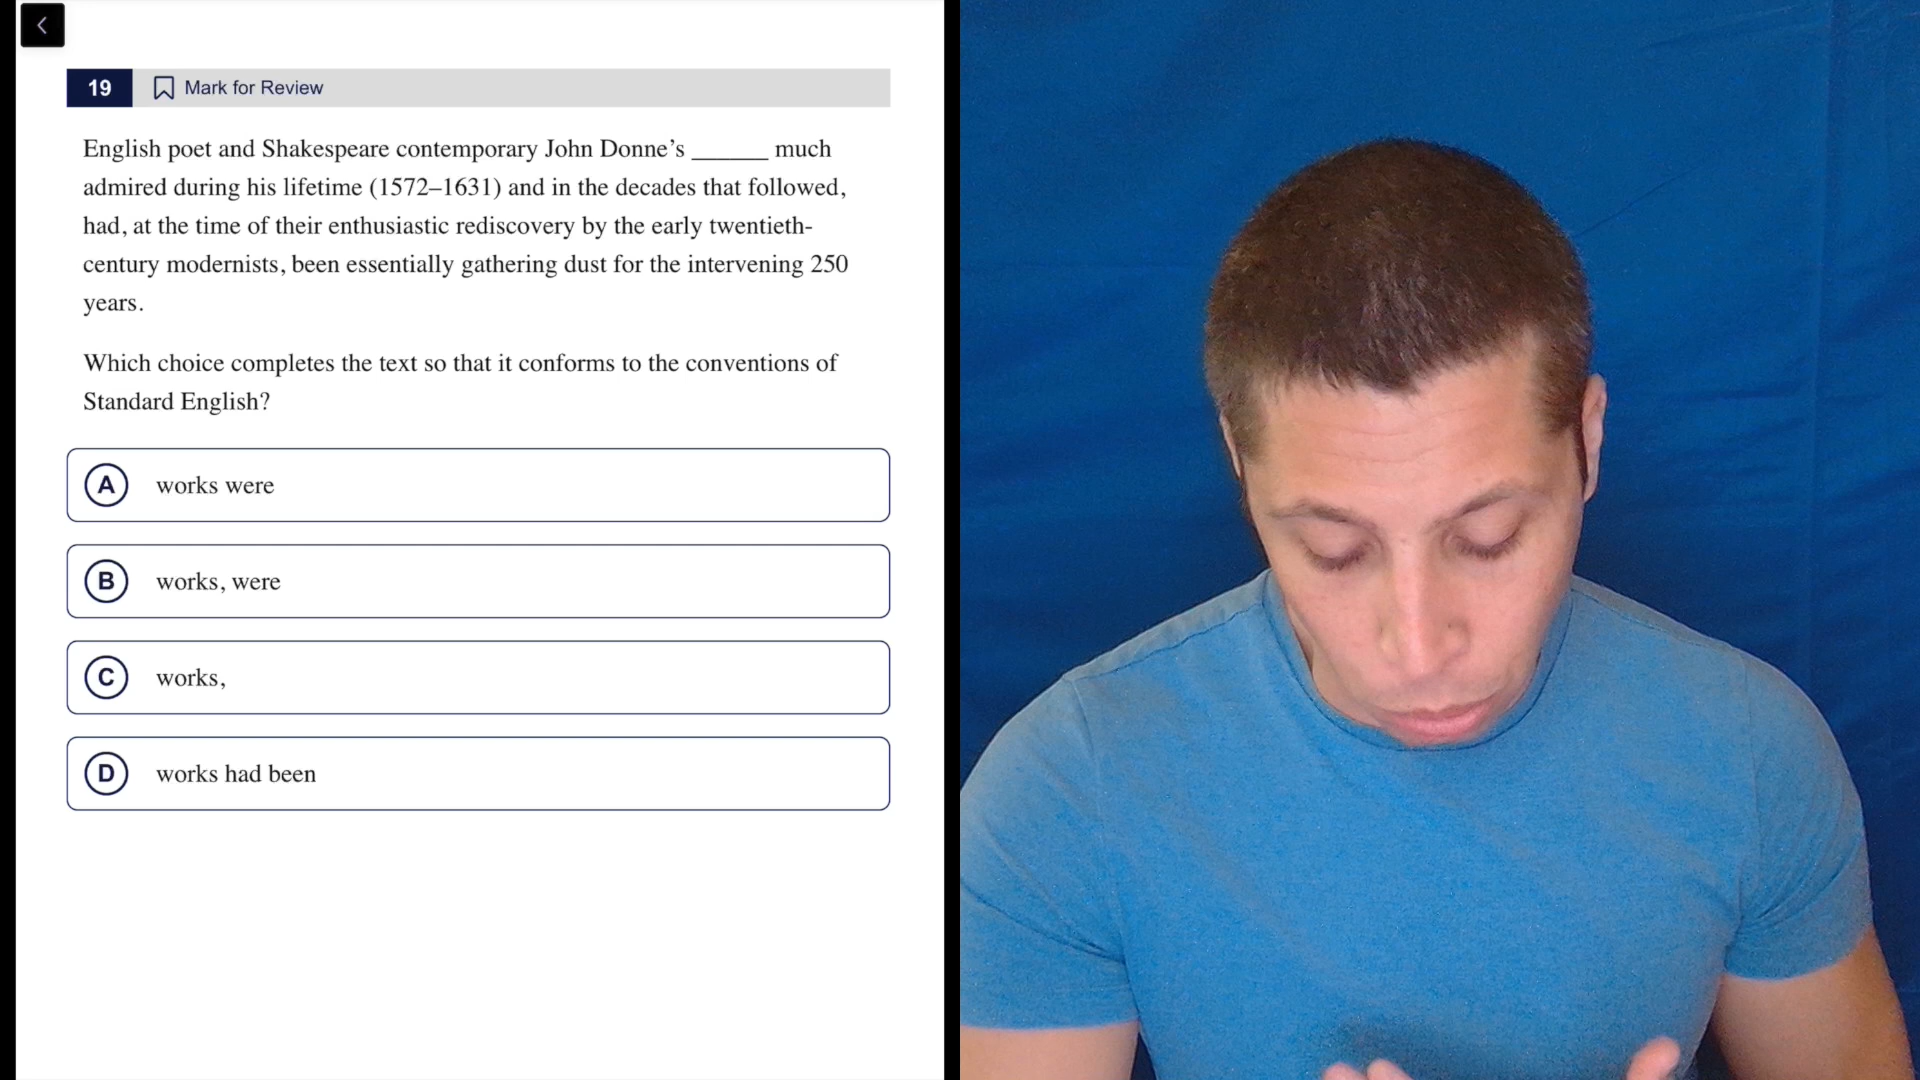 19 Mark for Review
English poet and Shakespeare contemporary John Donne’s ______ much
admired during his lifetime (1572–1631) and in the decades that followed,
had, at the time of their enthusiastic rediscovery by the early twentieth-
century modernists, been essentially gathering dust for the intervening 250
years.
Which choice completes the text so that it conforms to the conventions of
Standard English?
A works were
B works, were
C works,
D works had been